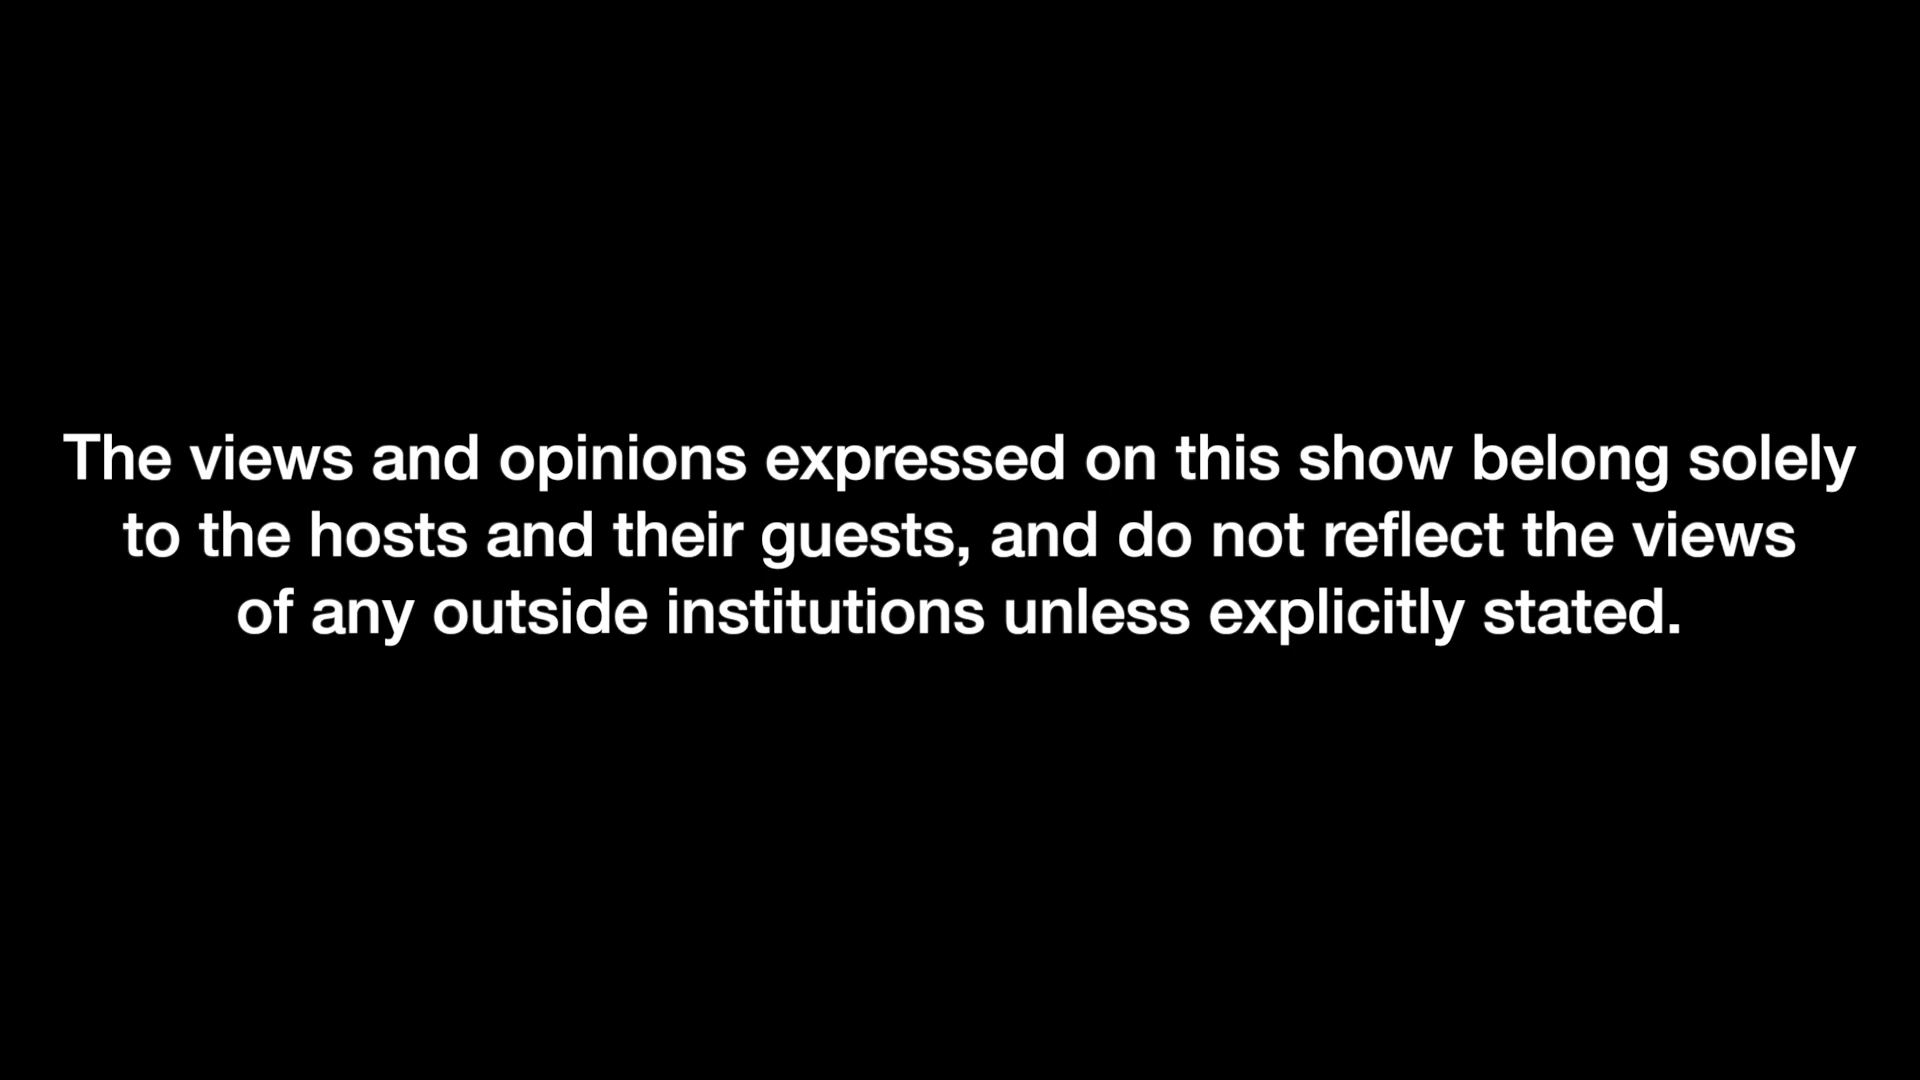 The views and opinions expressed on this show belong solely
to the hosts and their guests, and do not reflect the views
of any outside institutions unless explicitly stated.